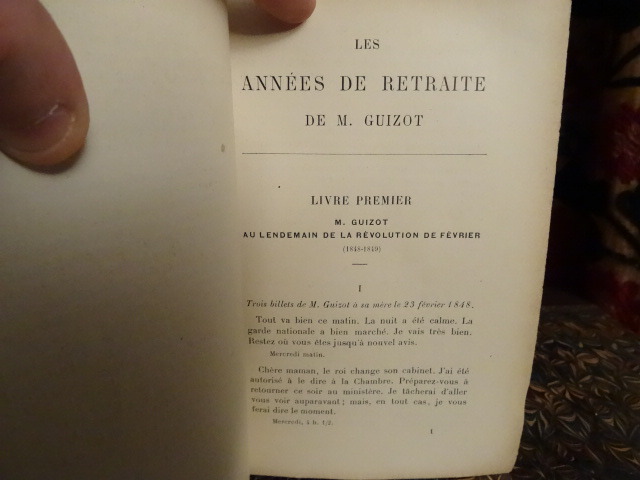 LES
ANNÉES DE RETRAITE
DE M. GUIZOT
LIVRE PREMIER
M. GUIZOT
AU LENDEMAIN DE LA RÉVOLUTION DE FÉVRIER
(1848-1849)
I
Trois billets de M. Guizot à sa mère le 23 février 1848.
Tout va bien ce matin. La nuit a été calme. La
garde nationale a bien marché. Je vais très bien.
Restez où vous êtes jusqu'à nouvel avis.
Mercredi matin.
Chère maman, le roi change son cabinet. J'ai été
autorisé à le dire à la Chambre. Préparez-vous à
retourner ce soir au ministère. Je tâcherai d'aller
vous voir auparavant; mais, en tout cas, je vous
ferai dire le moment.
Mercredi, à h. 1/2.
1